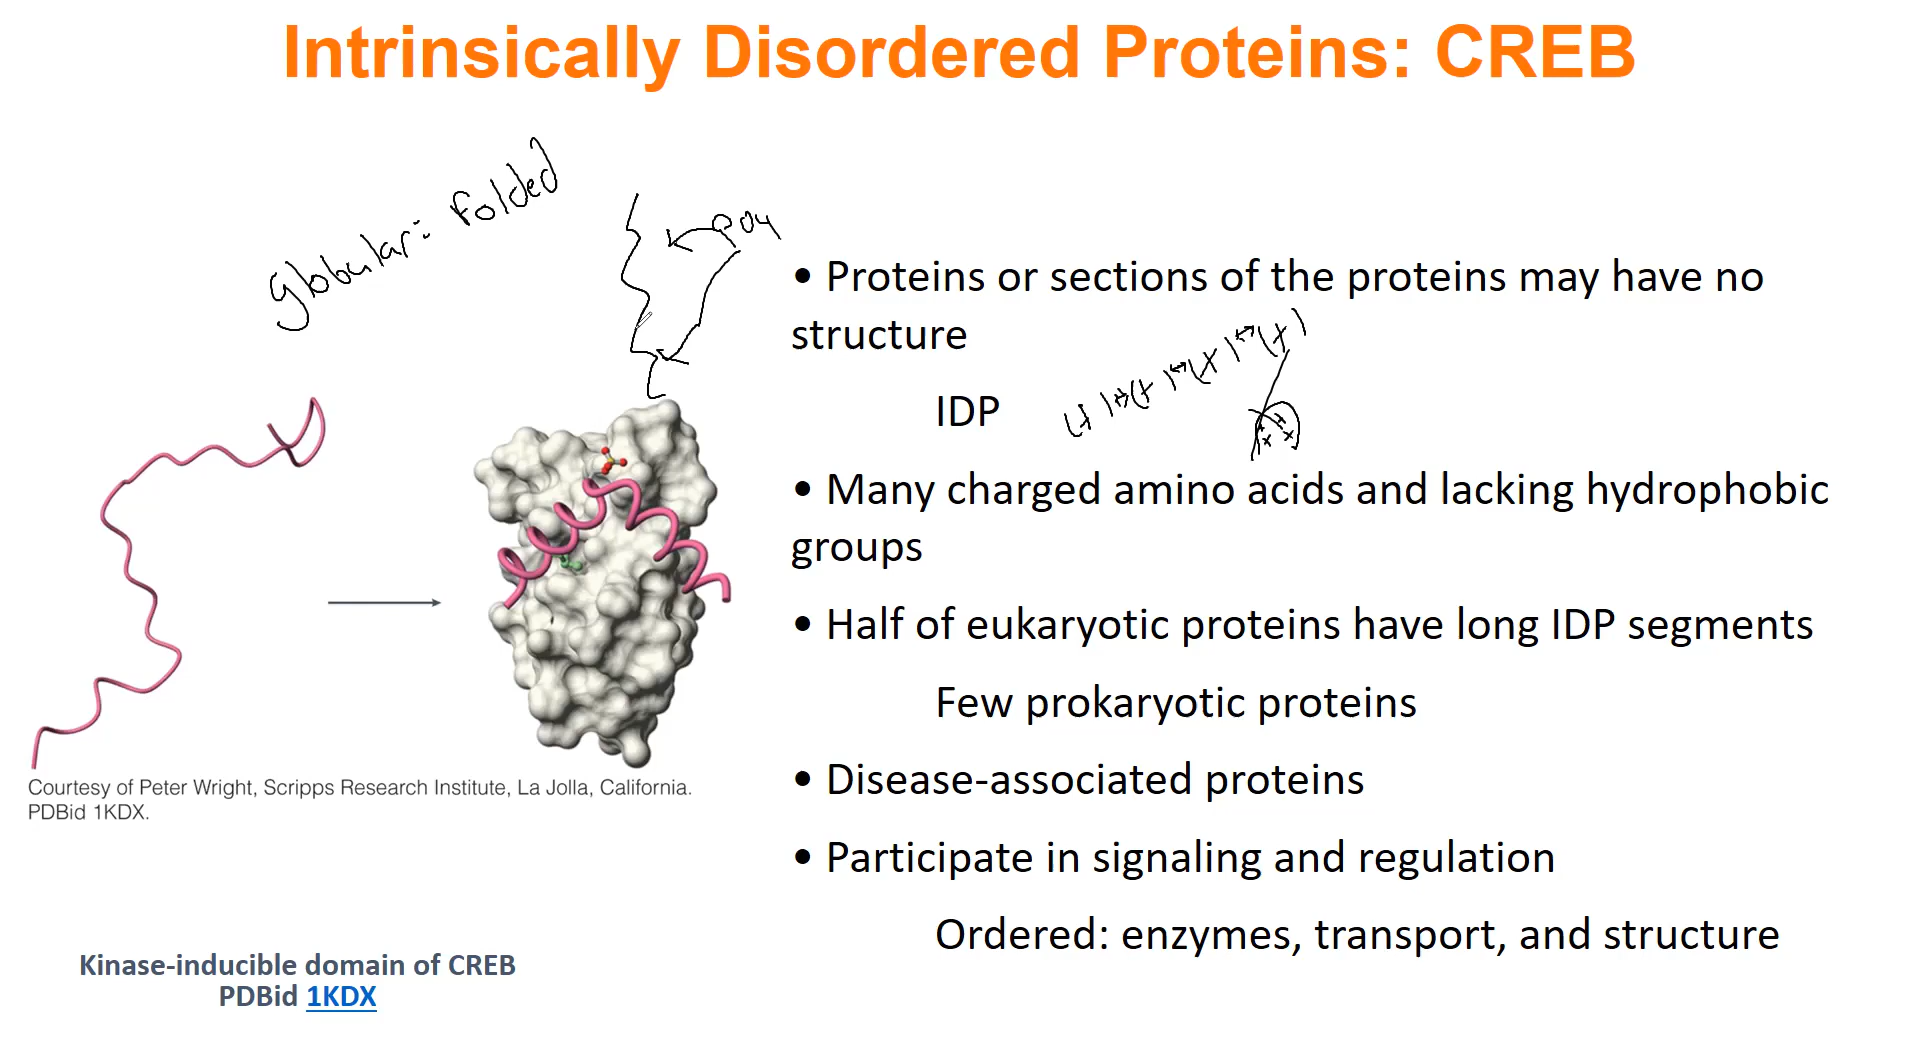 Intrinsically Disordered Proteins: CREB
Globular: Folded
PO4
• Proteins or sections of the proteins may have no
structure
IDP
• Many charged amino acids and lacking hydrophobic
groups
• Half of eukaryotic proteins have long IDP segments
Few prokaryotic proteins
• Disease-associated proteins
• Participate in signaling and regulation
Ordered: enzymes, transport, and structure
Courtesy of Peter Wright, Scripps Research Institute, La Jolla, California.
PDBid 1KDX.
Kinase-inducible domain of CREB
PDBid 1KDX